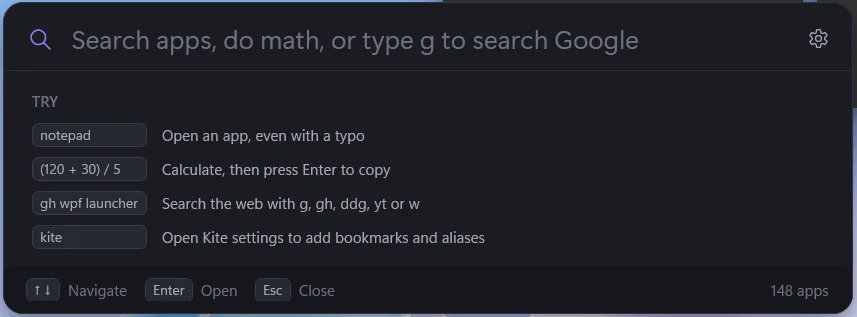 Search apps, do math, or type g to search Google
TRY
notepad Open an app, even with a typo
(120 + 30) / 5 Calculate, then press Enter to copy
gh wpf launcher Search the web with g, gh, ddg, yt or w
kite Open Kite settings to add bookmarks and aliases
↑↓ Navigate Enter Open Esc Close 148 apps